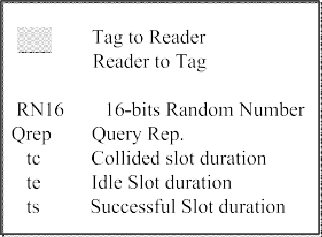 Tag to Reader
Reader to Tag
RN16 16-bits Random Number
Qrep Query Rep.
tc Collided slot duration
te Idle Slot duration
ts Successful Slot duration